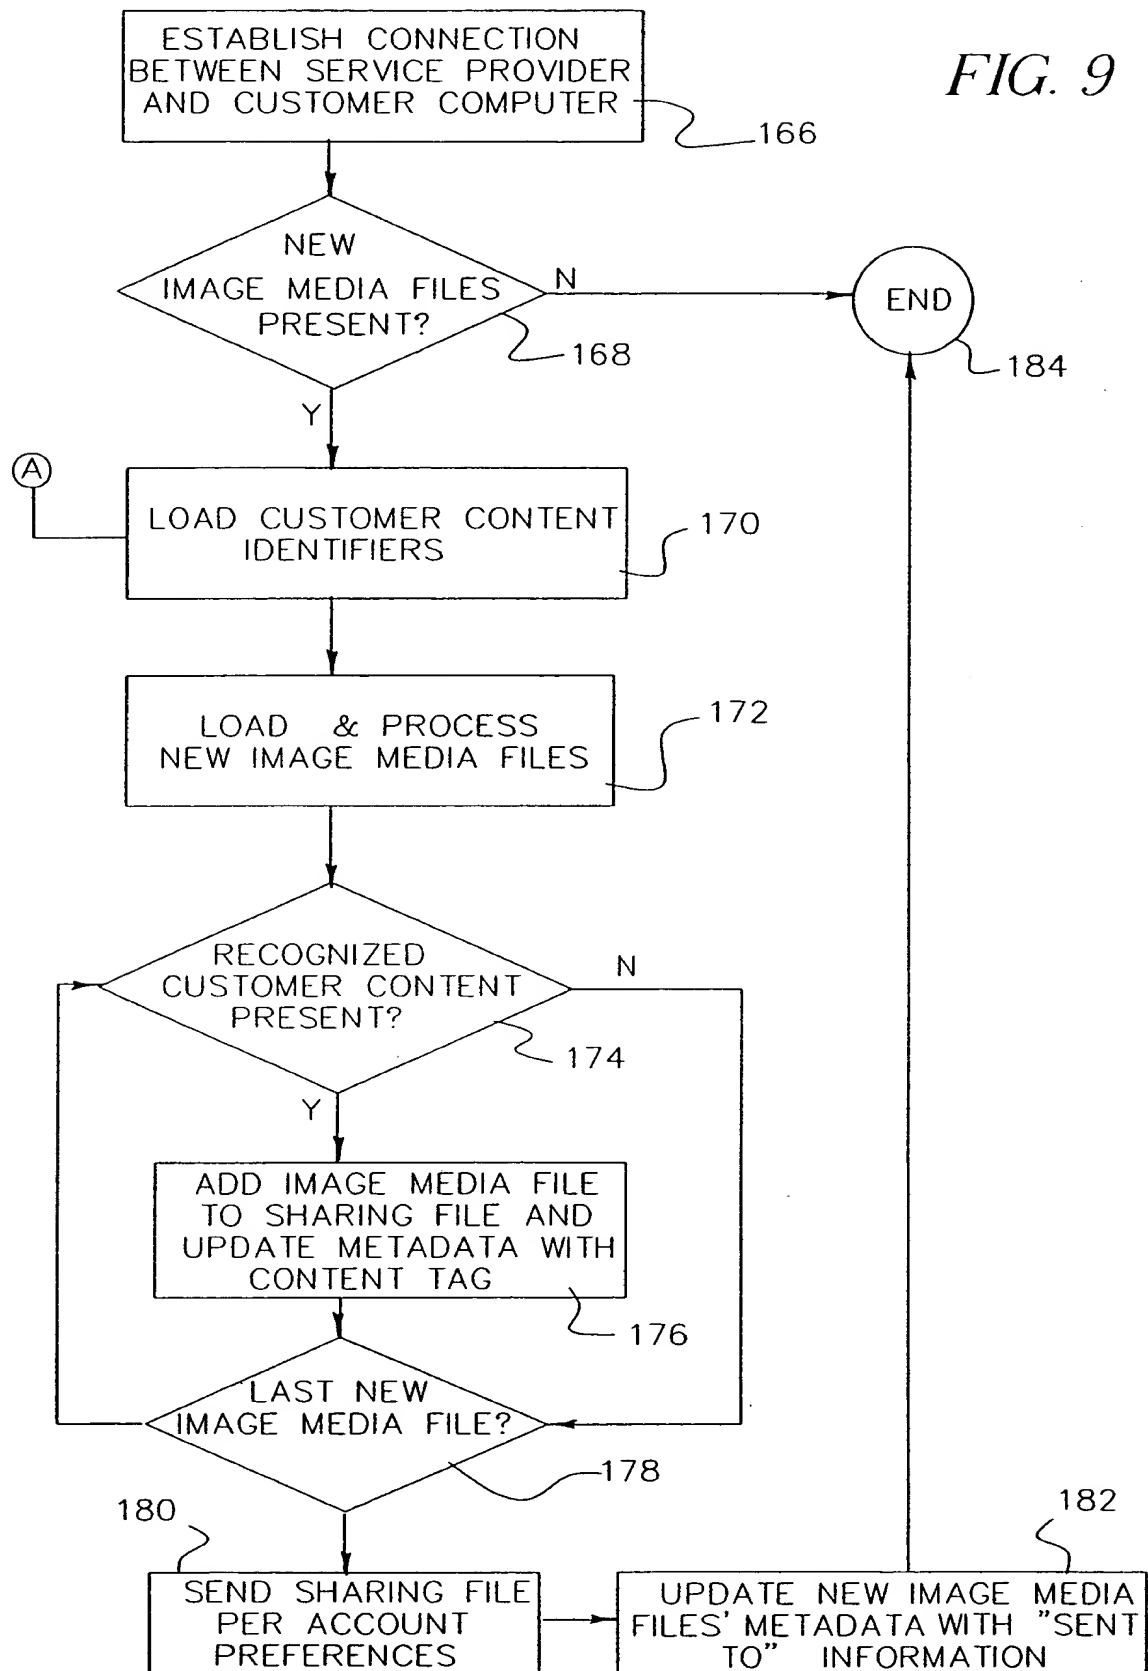 ESTABLISH CONNECTION
BETWEEN SERVICE PROVIDER
AND CUSTOMER COMPUTER
FIG. 9
166
NEW
IMAGE MEDIA FILES
PRESENT?
N
168
END
184
Y
A
LOAD CUSTOMER CONTENT
IDENTIFIERS
170
LOAD & PROCESS
NEW IMAGE MEDIA FILES
172
RECOGNIZED
CUSTOMER CONTENT
PRESENT?
N
174
Y
ADD IMAGE MEDIA FILE
TO SHARING FILE AND
UPDATE METADATA WITH
CONTENT TAG
176
LAST NEW
IMAGE MEDIA FILE?
178
180
SEND SHARING FILE
PER ACCOUNT
PREFERENCES
182
UPDATE NEW IMAGE MEDIA
FILES' METADATA WITH "SENT
TO" INFORMATION